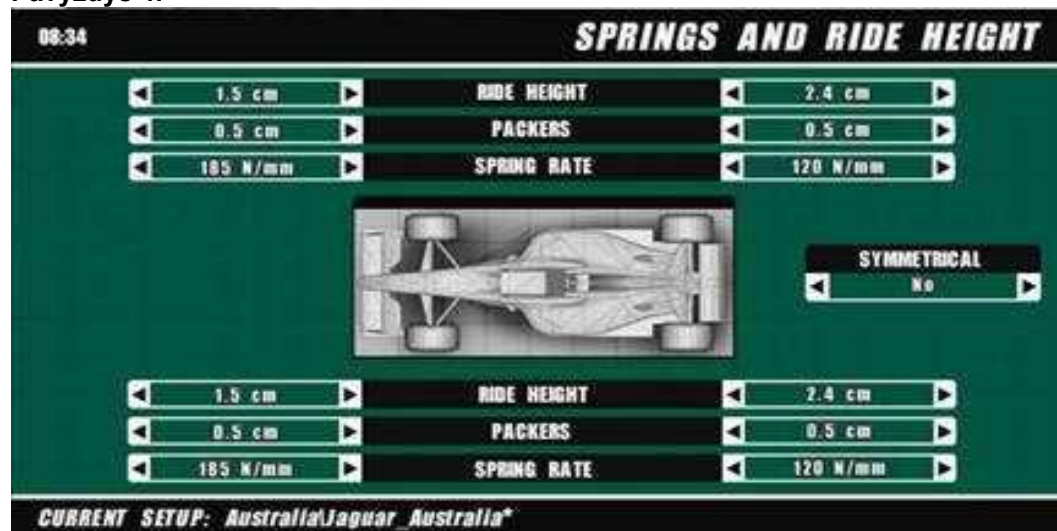 08:34 SPRINGS AND RIDE HEIGHT
1.5 cm RIDE HEIGHT 2.4 cm
0.5 cm PACKERS 0.5 cm
185 N/mm SPRING RATE 120 N/mm
SYMMETRICAL
No
1.5 cm RIDE HEIGHT 2.4 cm
0.5 cm PACKERS 0.5 cm
185 N/mm SPRING RATE 120 N/mm
CURRENT SETUP: Australia\Jaguar_Australia*